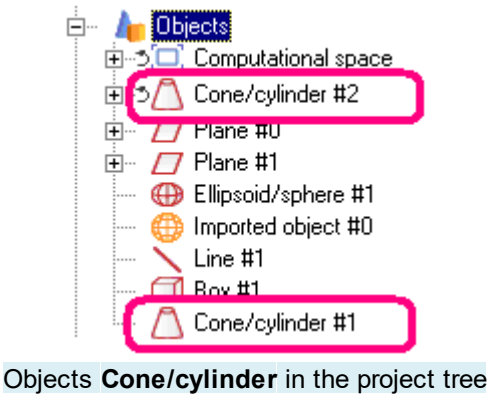 Objects
Computational space
Cone/cylinder #2
Plane #0
Plane #1
Ellipsoid/sphere #1
Imported object #0
Line #1
Box #1
Cone/cylinder #1
Objects Cone/cylinder in the project tree